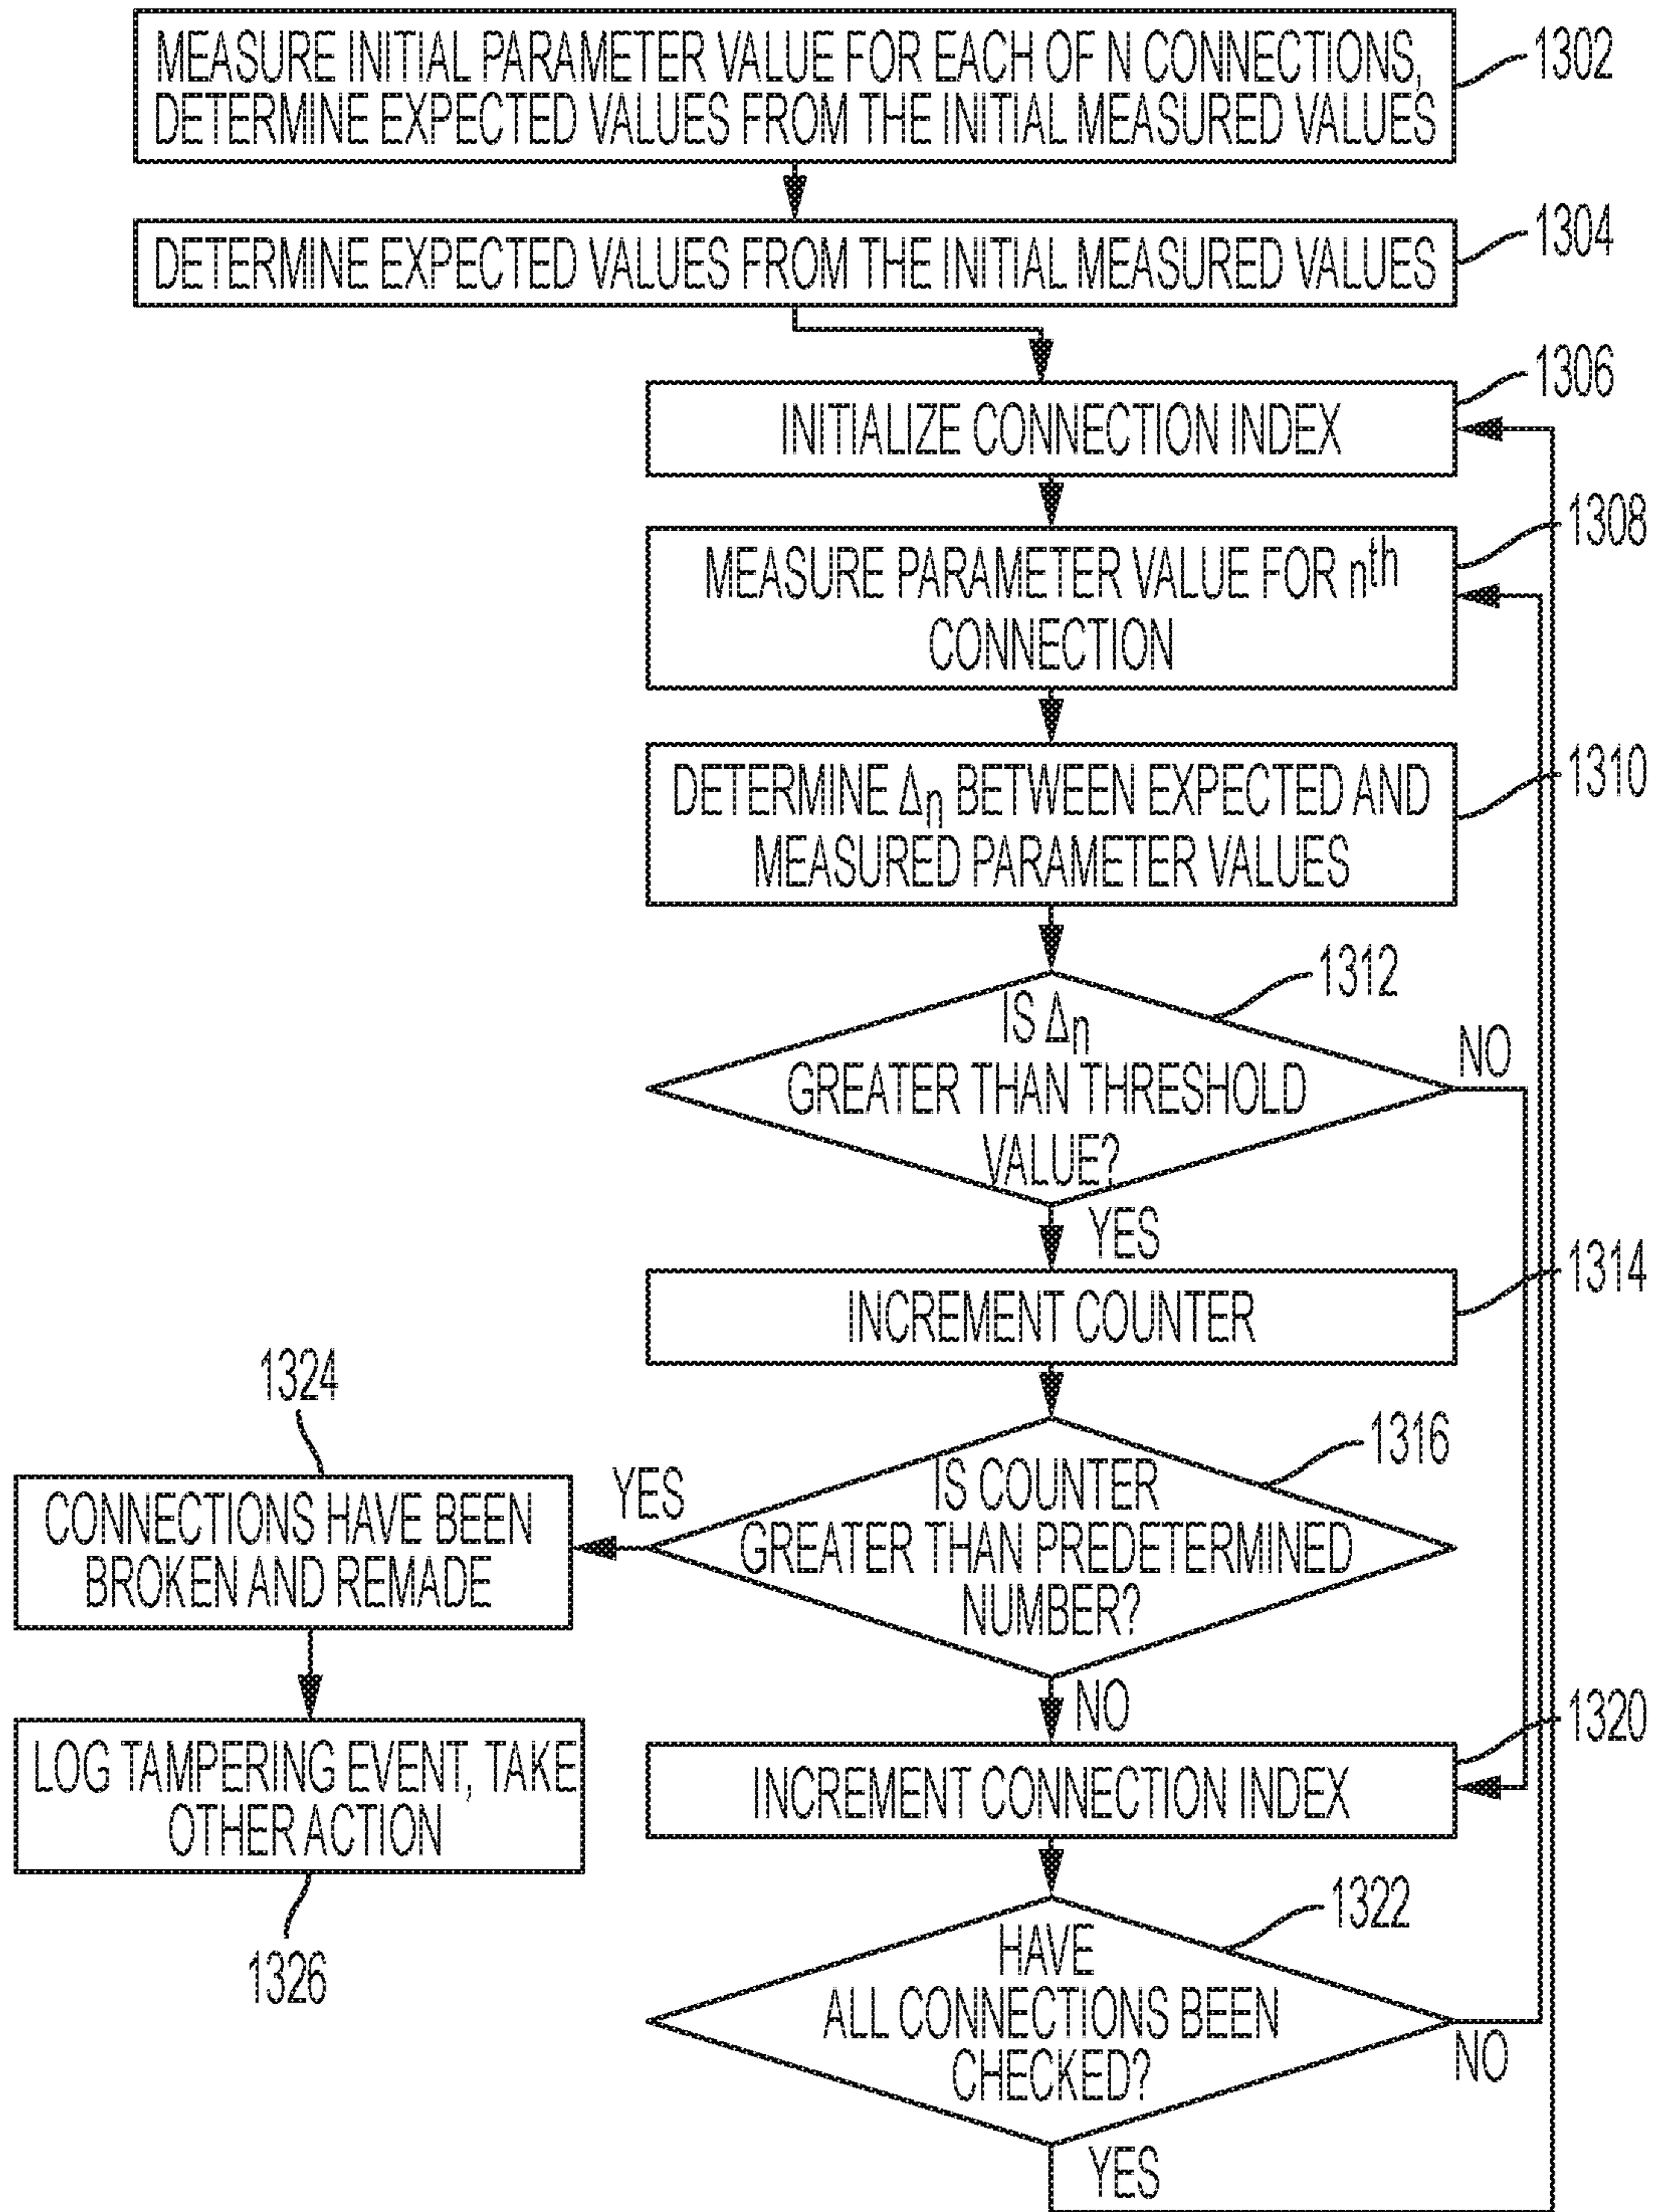 MEASURE INITIAL PARAMETER VALUE FOR EACH OF N CONNECTIONS,
DETERMINE EXPECTED VALUES FROM THE INITIAL MEASURED VALUES
1302
DETERMINE EXPECTED VALUES FROM THE INITIAL MEASURED VALUES
1304
INITIALIZE CONNECTION INDEX
1306
MEASURE PARAMETER VALUE FOR nth
CONNECTION
1308
DETERMINE Δn BETWEEN EXPECTED AND
MEASURED PARAMETER VALUES
1310
IS Δn
GREATER THAN THRESHOLD
VALUE?
1312
NO
YES
INCREMENT COUNTER
1314
IS COUNTER
GREATER THAN PREDETERMINED
NUMBER?
1316
YES
1324
CONNECTIONS HAVE BEEN
BROKEN AND REMADE
LOG TAMPERING EVENT, TAKE
OTHER ACTION
1326
NO
INCREMENT CONNECTION INDEX
1320
HAVE
ALL CONNECTIONS BEEN
CHECKED?
1322
NO
YES